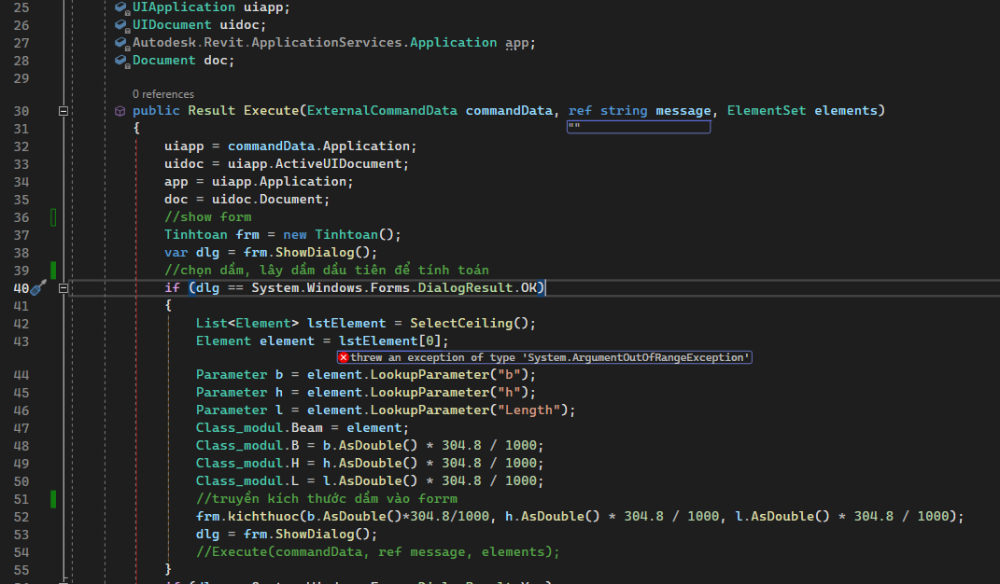 25 UIApplication uiapp;
26 UIDocument uidoc;
27 Autodesk.Revit.ApplicationServices.Application app;
28 Document doc;
29
0 references
30 public Result Execute(ExternalCommandData commandData, ref string message, ElementSet elements)
31 {
""
32 uiapp = commandData.Application;
33 uidoc = uiapp.ActiveUIDocument;
34 app = uiapp.Application;
35 doc = uidoc.Document;
36 //show form
37 Tinhtoan frm = new Tinhtoan();
38 var dlg = frm.ShowDialog();
39 //chọn dầm, lấy dầm dầu tiên để tính toán
40 if (dlg == System.Windows.Forms.DialogResult.OK)
41 {
42 List<Element> lstElement = SelectCeiling();
43 Element element = lstElement[0];
threw an exception of type 'System.ArgumentOutOfRangeException'
44 Parameter b = element.LookupParameter("b");
45 Parameter h = element.LookupParameter("h");
46 Parameter l = element.LookupParameter("Length");
47 Class_modul.Beam = element;
48 Class_modul.B = b.AsDouble() * 304.8 / 1000;
49 Class_modul.H = h.AsDouble() * 304.8 / 1000;
50 Class_modul.L = l.AsDouble() * 304.8 / 1000;
51 //truyền kích thước dầm vào forrm
52 frm.kichthuoc(b.AsDouble()*304.8/1000, h.AsDouble() * 304.8 / 1000, l.AsDouble() * 304.8 / 1000);
53 dlg = frm.ShowDialog();
54 //Execute(commandData, ref message, elements);
55 }